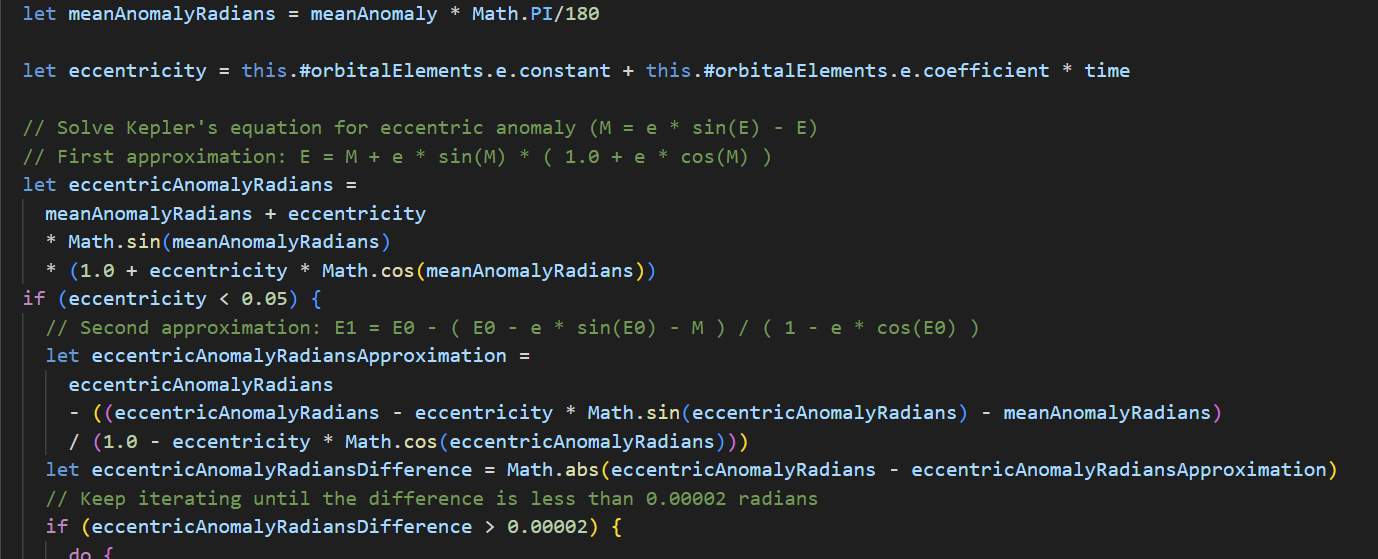 let meanAnomalyRadians = meanAnomaly * Math.PI/180
let eccentricity = this.#orbitalElements.e.constant + this.#orbitalElements.e.coefficient * time
// Solve Kepler's equation for eccentric anomaly (M = e * sin(E) - E)
// First approximation: E = M + e * sin(M) * ( 1.0 + e * cos(M) )
let eccentricAnomalyRadians =
meanAnomalyRadians + eccentricity
* Math.sin(meanAnomalyRadians)
* (1.0 + eccentricity * Math.cos(meanAnomalyRadians))
if (eccentricity < 0.05) {
// Second approximation: E1 = E0 - ( E0 - e * sin(E0) - M ) / ( 1 - e * cos(E0) )
let eccentricAnomalyRadiansApproximation =
eccentricAnomalyRadians
- ((eccentricAnomalyRadians - eccentricity * Math.sin(eccentricAnomalyRadians) - meanAnomalyRadians)
/ (1.0 - eccentricity * Math.cos(eccentricAnomalyRadians)))
let eccentricAnomalyRadiansDifference = Math.abs(eccentricAnomalyRadians - eccentricAnomalyRadiansApproximation)
// Keep iterating until the difference is less than 0.00002 radians
if (eccentricAnomalyRadiansDifference > 0.00002) {
do {